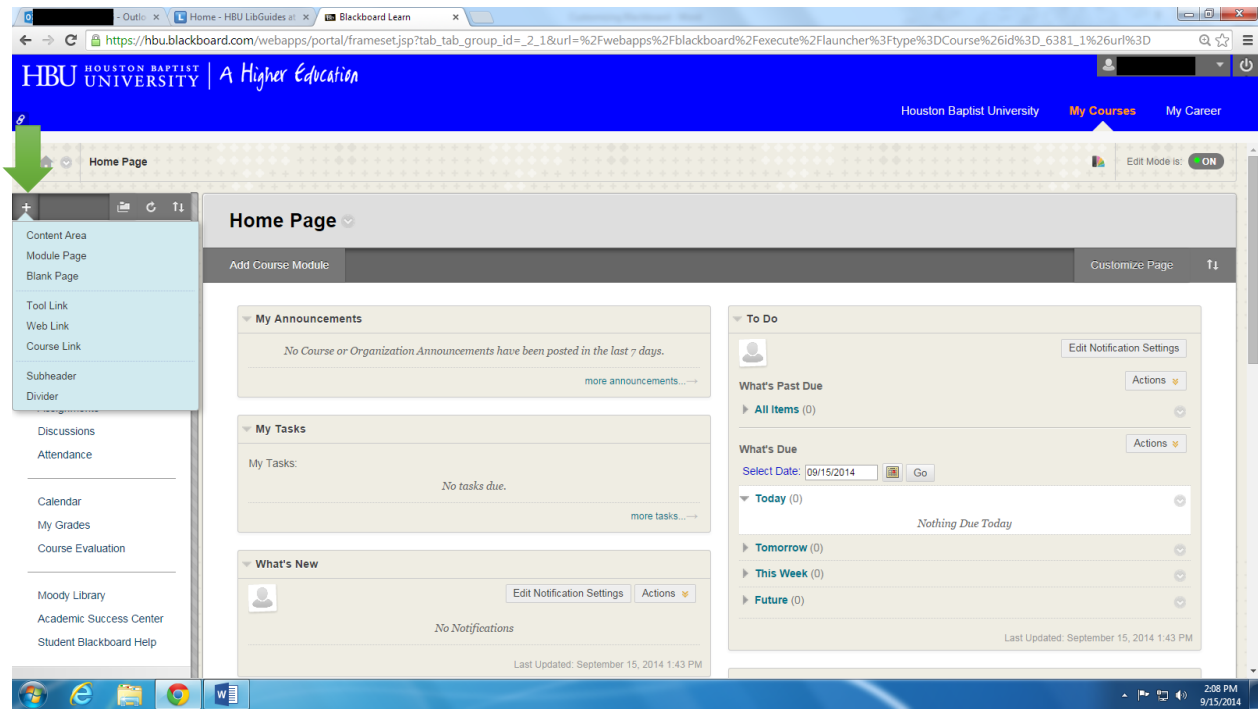 - Outlo
Home - HBU LibGuides at
Blackboard Learn
https://hbu.blackboard.com/webapps/portal/frameset.jsp?tab_tab_group_id=_2_1&url=%2Fwebapps%2Fblackboard%2Fexecute%2Flauncher%3Ftype%3DCourse%26id%3D_6381_1%26url%3D
HBU HOUSTON BAPTIST UNIVERSITY | A Higher Education
Houston Baptist University
My Courses
My Career
Home Page
Edit Mode is: ON
Home Page
Content Area
Module Page
Blank Page
Tool Link
Web Link
Course Link
Subheader
Divider
Assignments
Discussions
Attendance
Calendar
My Grades
Course Evaluation
Moody Library
Academic Success Center
Student Blackboard Help
Add Course Module
Customize Page
My Announcements
No Course or Organization Announcements have been posted in the last 7 days.
more announcements...→
My Tasks
My Tasks:
No tasks due.
more tasks...→
What's New
Edit Notification Settings
Actions
No Notifications
Last Updated: September 15, 2014 1:43 PM
To Do
Edit Notification Settings
What's Past Due
Actions
All Items (0)
What's Due
Actions
Select Date: 09/15/2014 Go
Today (0)
Nothing Due Today
Tomorrow (0)
This Week (0)
Future (0)
Last Updated: September 15, 2014 1:43 PM
2:08 PM
9/15/2014